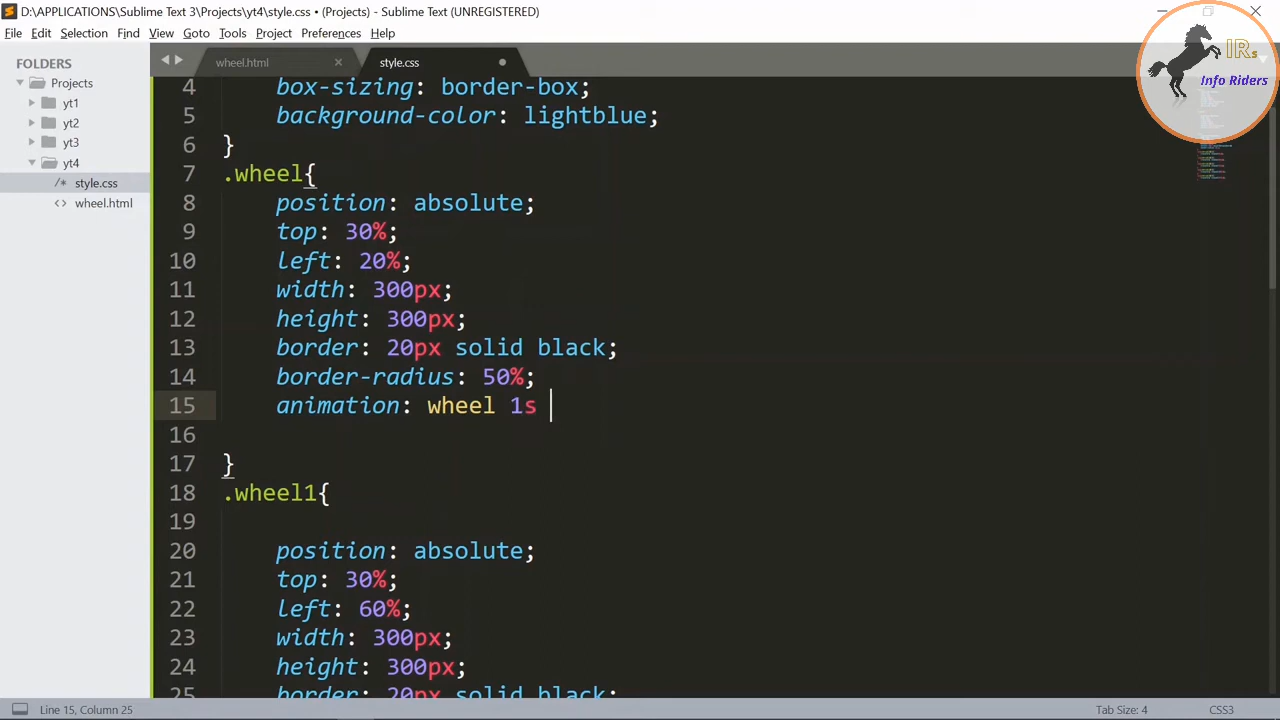 D:\APPLICATIONS\Sublime Text 3\Projects\yt4\style.css • (Projects) - Sublime Text (UNREGISTERED)
File Edit Selection Find View Goto Tools Project Preferences Help
IRs
Info Riders
FOLDERS
Projects
yt1
yt2
yt3
yt4
/* style.css
<> wheel.html
wheel.html
style.css
4 box-sizing: border-box;
5 background-color: lightblue;
6 }
7 .wheel{
8 position: absolute;
9 top: 30%;
10 left: 20%;
11 width: 300px;
12 height: 300px;
13 border: 20px solid black;
14 border-radius: 50%;
15 animation: wheel 1s
16
17 }
18 .wheel1{
19
20 position: absolute;
21 top: 30%;
22 left: 60%;
23 width: 300px;
24 height: 300px;
25 border: 20px solid black;
Line 15, Column 25
Tab Size: 4
CSS3